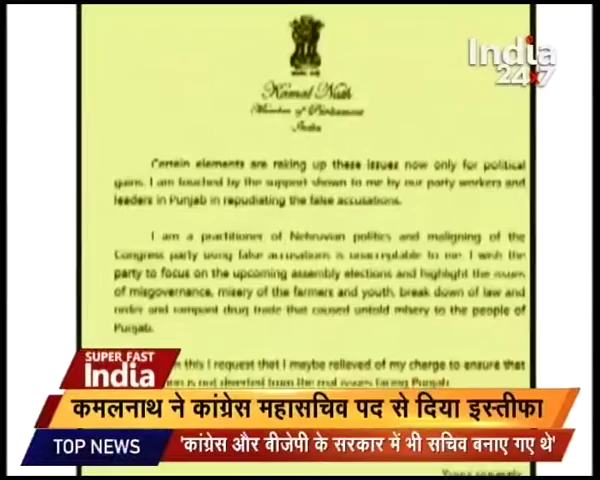 India
24x7
Kamal Nath
Member of Parliament
India
Certain elements are raking up these issues now only for political
gains. I am touched by the support shown to me by our party workers and
leaders in Punjab in repudiating the false accusations.
I am a practitioner of Nehruvian politics and maligning of the
Congress party using false accusations is unacceptable to me. I wish the
party to focus on the upcoming assembly elections and highlight the issues
of misgovernance, misery of the farmers and youth, break down of law and
order and rampant drug trade that caused untold misery to the people of
Punjab.
this I request that I maybe relieved of my charge to ensure that
is not diverted from the real issues facing Punjab.
SUPER FAST
India
कमलनाथ ने कांग्रेस महासचिव पद से दिया इस्तीफा
TOP NEWS
'कांग्रेस और बीजेपी के सरकार में भी सचिव बनाए गए थे'